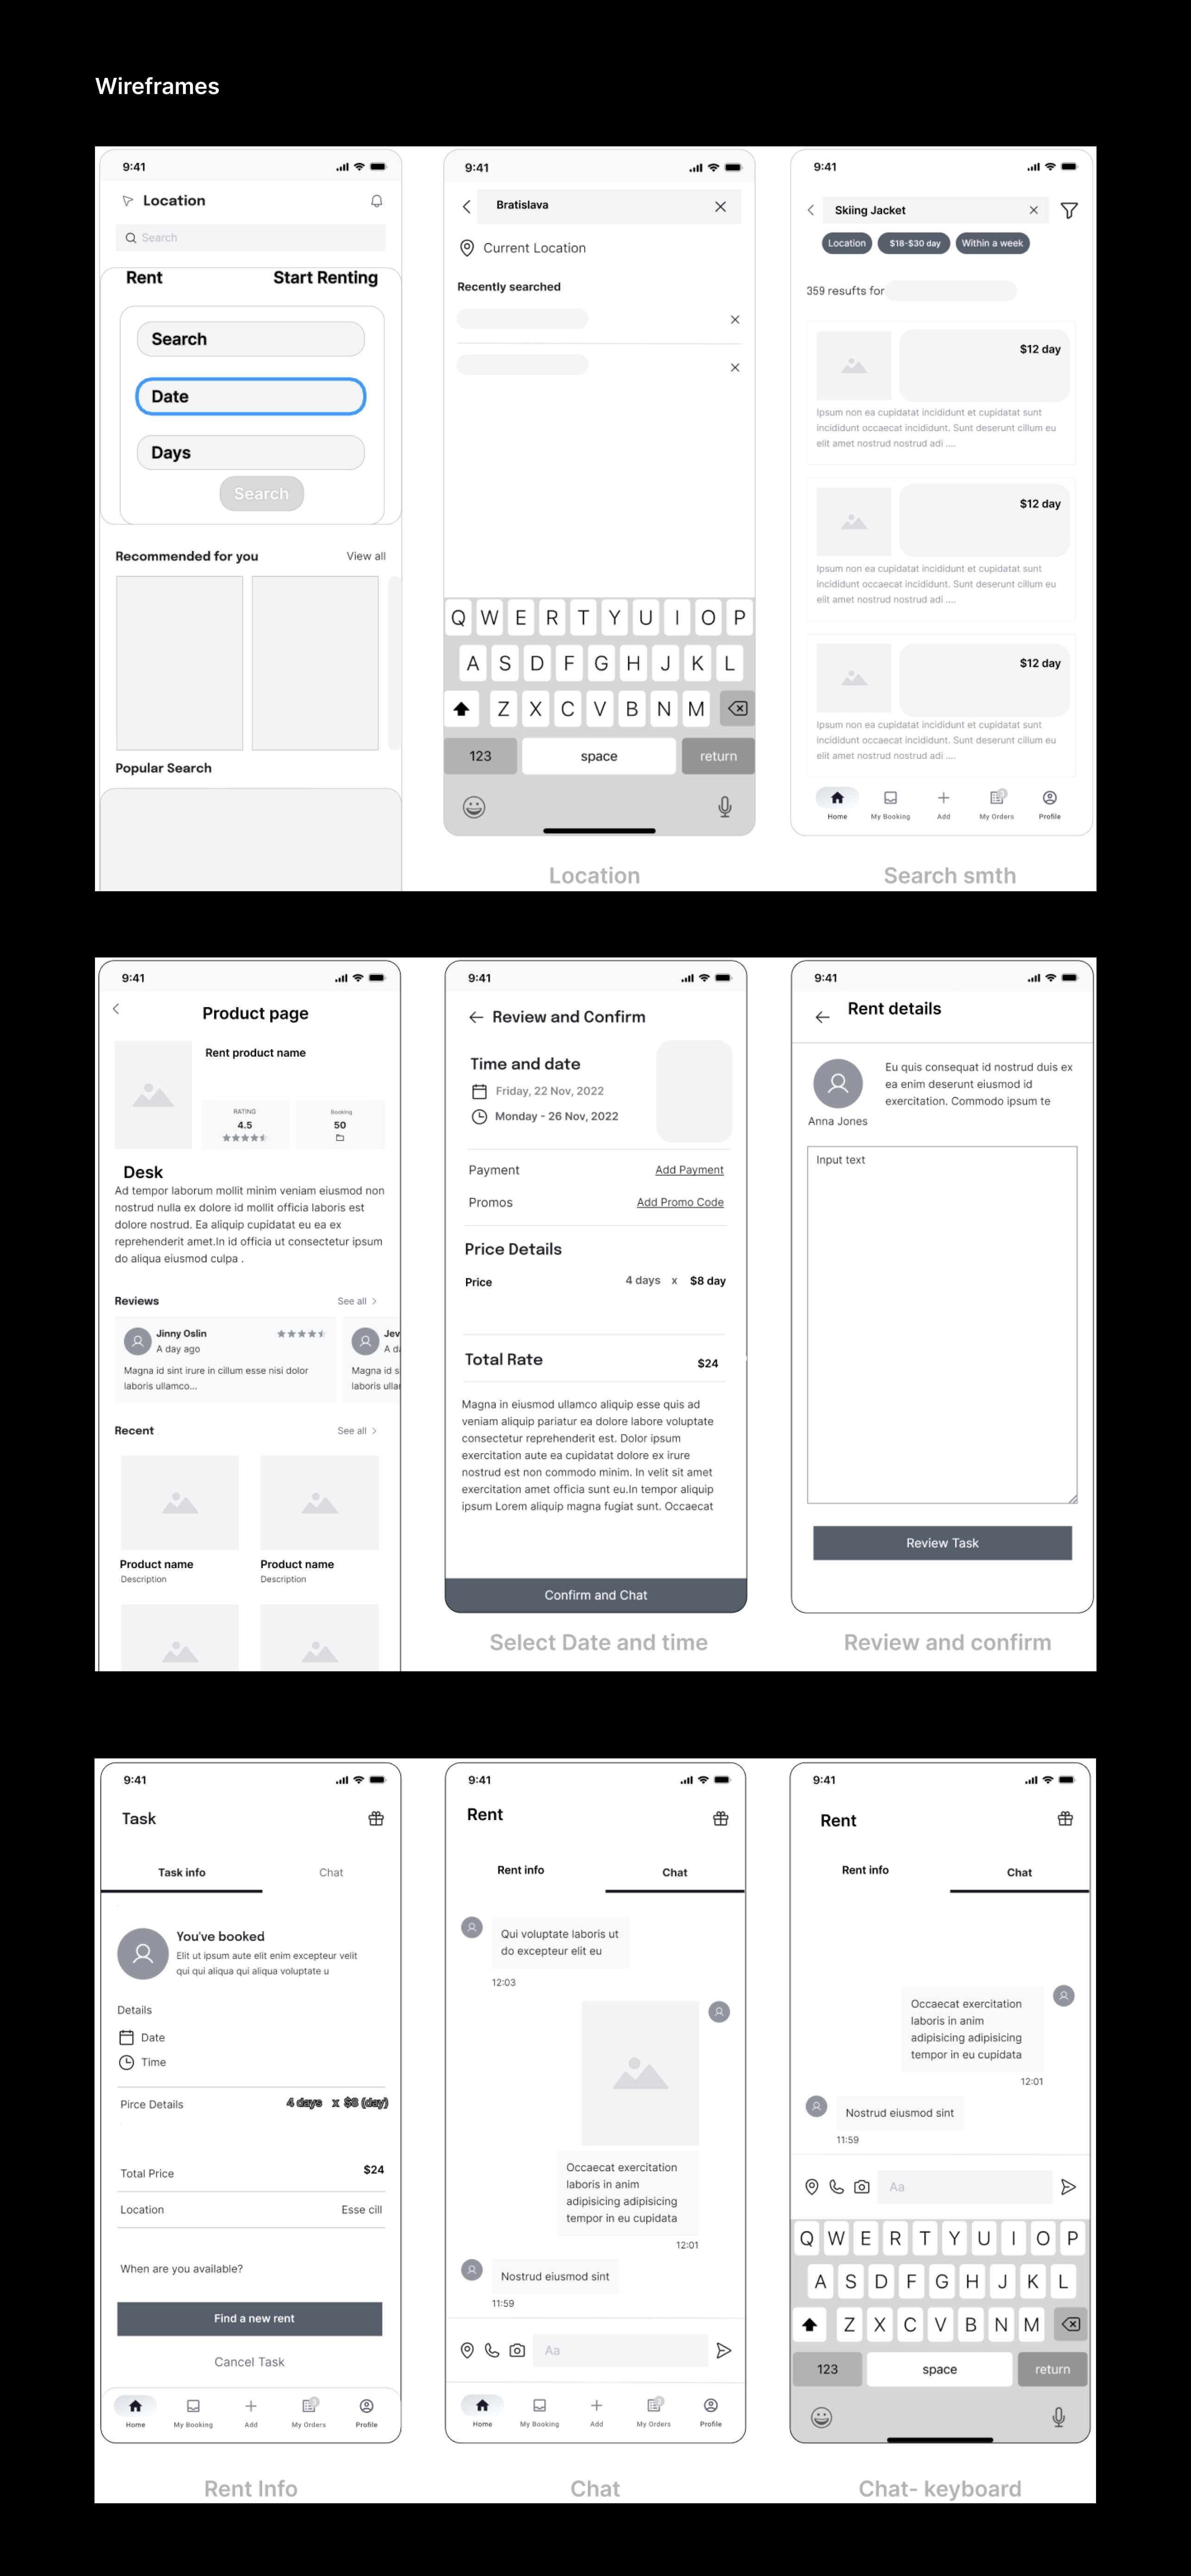 Wireframes
9:41
Location
Search
Rent Start Renting
Search
Date
Days
Search
Recommended for you View all
Popular Search
9:41
Bratislava
Current Location
Recently searched
Q W E R T Y U I O P
A S D F G H J K L
Z X C V B N M
123 space return
Location
9:41
Skiing Jacket
Location $18-$30 day Within a week
359 resufts for
$12 day
Ipsum non ea cupidatat incididunt et cupidatat sunt
incididunt occaecat incididunt. Sunt deserunt cillum eu
elit amet nostrud nostrud adi ....
$12 day
Ipsum non ea cupidatat incididunt et cupidatat sunt
incididunt occaecat incididunt. Sunt deserunt cillum eu
elit amet nostrud nostrud adi ....
$12 day
Ipsum non ea cupidatat incididunt et cupidatat sunt
incididunt occaecat incididunt. Sunt deserunt cillum eu
elit amet nostrud nostrud adi ....
Home My Booking Add My Orders Profile
Search smth
9:41
Product page
Rent product name
RATING Booking
4.5 50
Desk
Ad tempor laborum mollit minim veniam eiusmod non
nostrud nulla ex dolore id mollit officia laboris est
dolore nostrud. Ea aliquip cupidatat eu ea ex
reprehenderit amet.In id officia ut consectetur ipsum
do aliqua eiusmod culpa .
Reviews See all
Jinny Oslin Jev
A day ago A da
Magna id sint irure in cillum esse nisi dolor Magna id s
laboris ullamco... laboris ullar
Recent See all
Product name Product name
Description Description
9:41
Review and Confirm
Time and date
Friday, 22 Nov, 2022
Monday - 26 Nov, 2022
Payment Add Payment
Promos Add Promo Code
Price Details
Price 4 days x $8 day
Total Rate $24
Magna in eiusmod ullamco aliquip esse quis ad
veniam aliquip pariatur ea dolore labore voluptate
consectetur reprehenderit est. Dolor ipsum
exercitation aute ea cupidatat dolore ex irure
nostrud est non commodo minim. In velit sit amet
exercitation amet officia sunt eu.In tempor aliquip
ipsum Lorem aliquip magna fugiat sunt. Occaecat
Confirm and Chat
Select Date and time
9:41
Rent details
Eu quis consequat id nostrud duis ex
ea enim deserunt eiusmod id
exercitation. Commodo ipsum te
Anna Jones
Input text
Review Task
Review and confirm
9:41
Task
Task info Chat
You've booked
Elit ut ipsum aute elit enim excepteur velit
qui qui aliqua qui aliqua voluptate u
Details
Date
Time
Pirce Details 4 days x $8 (day)
Total Price $24
Location Esse cill
When are you available?
Find a new rent
Cancel Task
Home My Booking Add My Orders Profile
Rent Info
9:41
Rent
Rent info Chat
Qui voluptate laboris ut
do excepteur elit eu
12:03
Occaecat exercitation
laboris in anim
adipisicing adipisicing
tempor in eu cupidata
12:01
Nostrud eiusmod sint
11:59
Aa
Home My Booking Add My Orders Profile
Chat
9:41
Rent
Rent info Chat
Occaecat exercitation
laboris in anim
adipisicing adipisicing
tempor in eu cupidata
12:01
Nostrud eiusmod sint
11:59
Aa
Q W E R T Y U I O P
A S D F G H J K L
Z X C V B N M
123 space return
Chat- keyboard